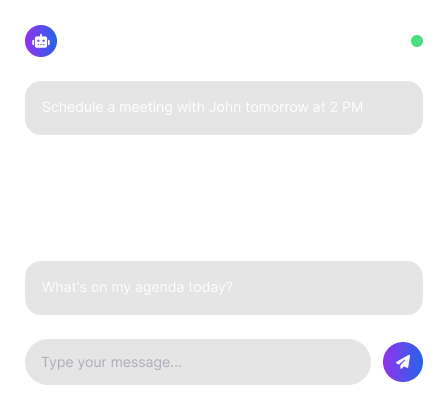 Schedule a meeting with John tomorrow at 2 PM
What's on my agenda today?
Type your message...